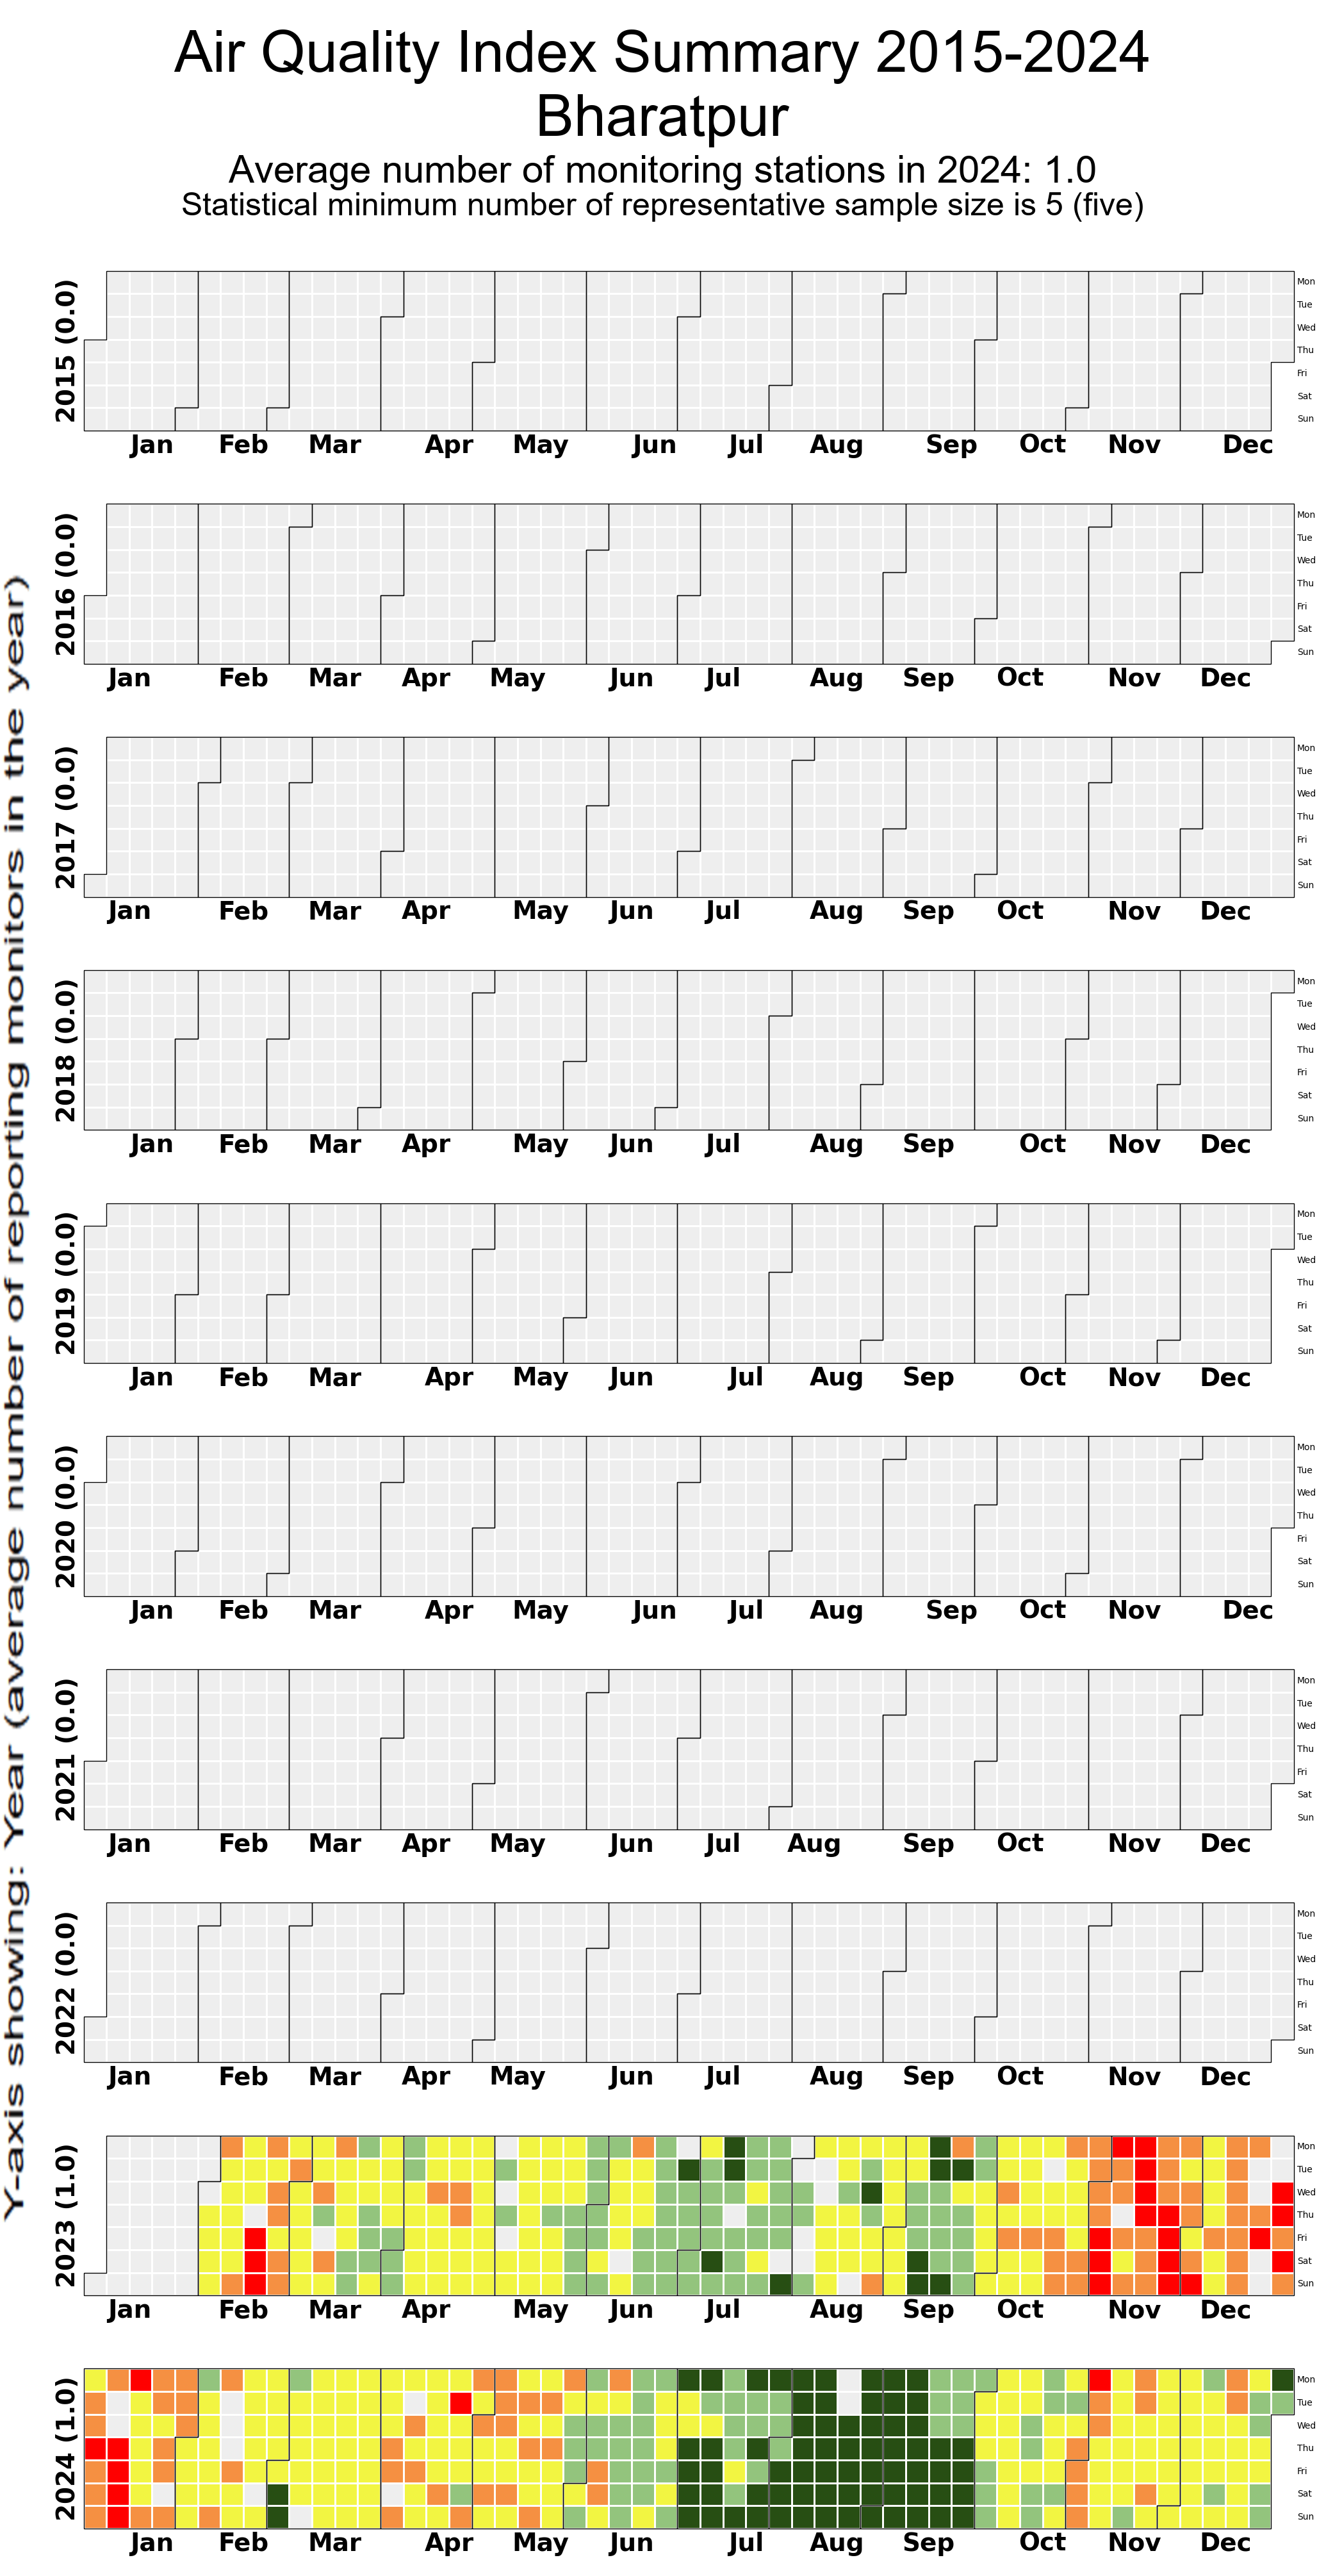 Air Quality Index Summary 2015-2024
Bharatpur
Average number of monitoring stations in 2024: 1.0
Statistical minimum number of representative sample size is 5 (five)
Y-axis showing: Year (average number of reporting monitors in the year)
2015 (0.0)
Mon
Tue
Wed
Thu
Fri
Sat
Sun
Jan Feb Mar Apr May Jun Jul Aug Sep Oct Nov Dec
2016 (0.0)
Mon
Tue
Wed
Thu
Fri
Sat
Sun
Jan Feb Mar Apr May Jun Jul Aug Sep Oct Nov Dec
2017 (0.0)
Mon
Tue
Wed
Thu
Fri
Sat
Sun
Jan Feb Mar Apr May Jun Jul Aug Sep Oct Nov Dec
2018 (0.0)
Mon
Tue
Wed
Thu
Fri
Sat
Sun
Jan Feb Mar Apr May Jun Jul Aug Sep Oct Nov Dec
2019 (0.0)
Mon
Tue
Wed
Thu
Fri
Sat
Sun
Jan Feb Mar Apr May Jun Jul Aug Sep Oct Nov Dec
2020 (0.0)
Mon
Tue
Wed
Thu
Fri
Sat
Sun
Jan Feb Mar Apr May Jun Jul Aug Sep Oct Nov Dec
2021 (0.0)
Mon
Tue
Wed
Thu
Fri
Sat
Sun
Jan Feb Mar Apr May Jun Jul Aug Sep Oct Nov Dec
2022 (0.0)
Mon
Tue
Wed
Thu
Fri
Sat
Sun
Jan Feb Mar Apr May Jun Jul Aug Sep Oct Nov Dec
2023 (1.0)
Mon
Tue
Wed
Thu
Fri
Sat
Sun
Jan Feb Mar Apr May Jun Jul Aug Sep Oct Nov Dec
2024 (1.0)
Mon
Tue
Wed
Thu
Fri
Sat
Sun
Jan Feb Mar Apr May Jun Jul Aug Sep Oct Nov Dec